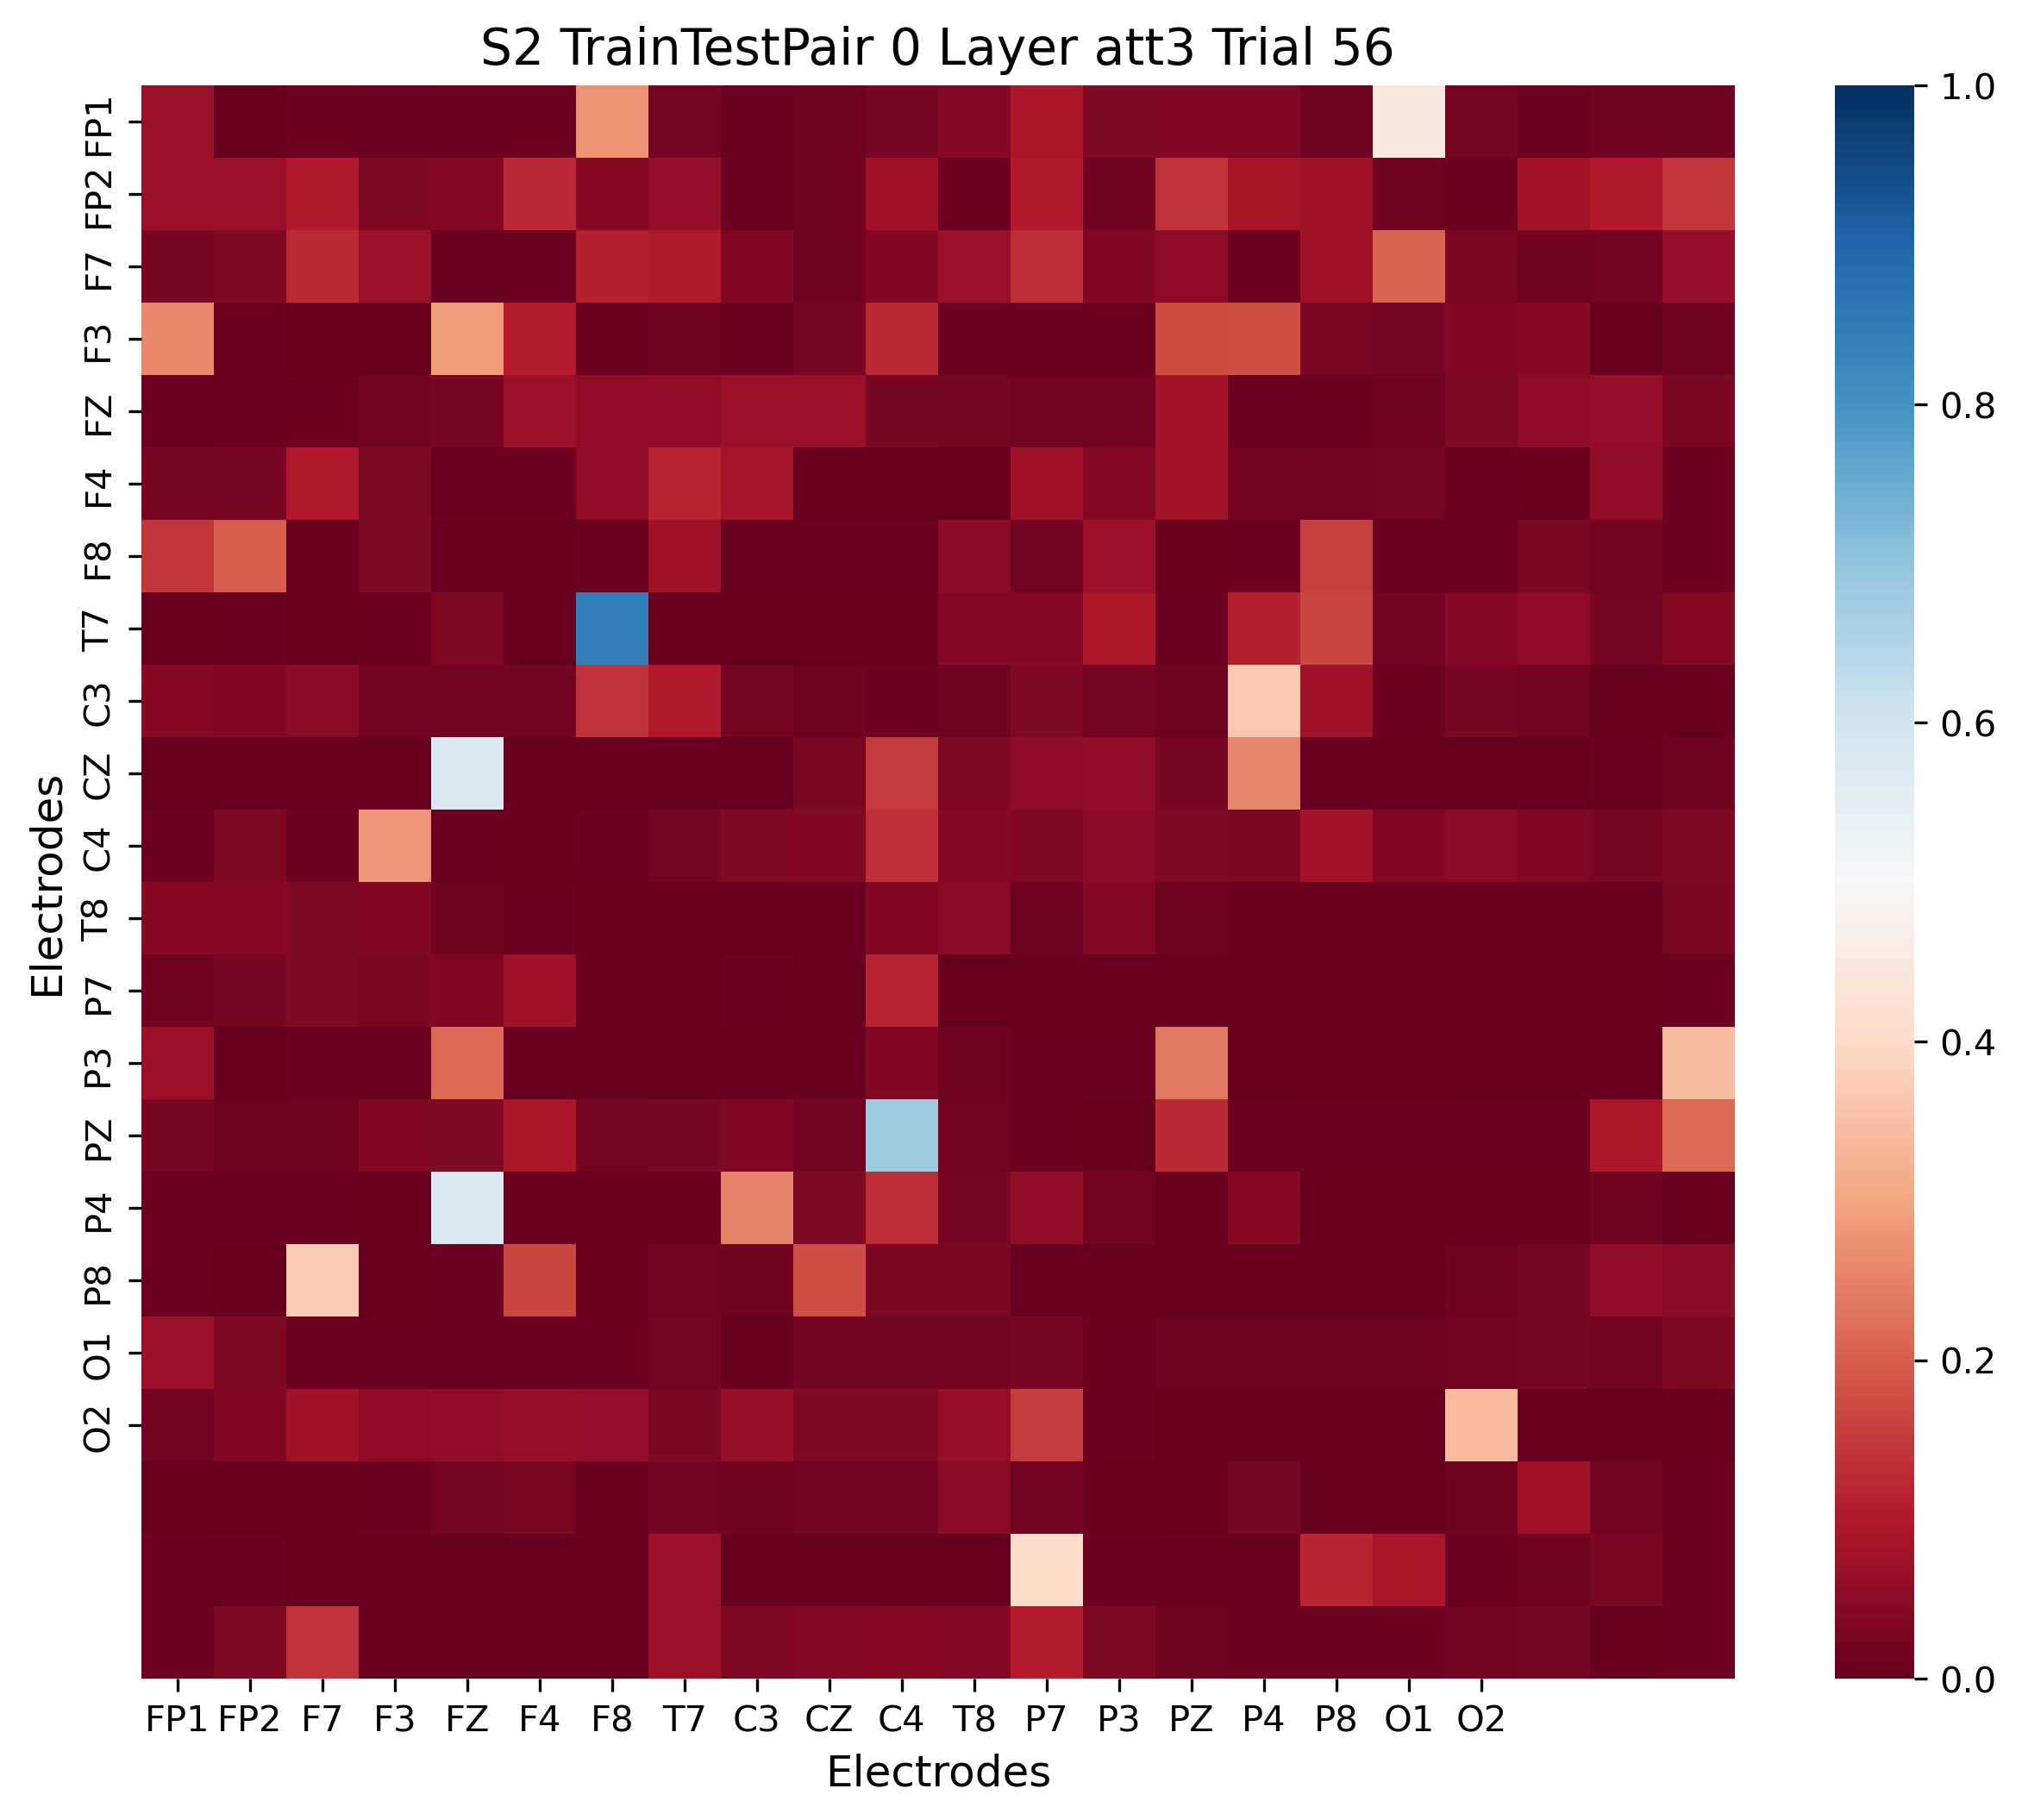 S2 TrainTestPair 0 Layer att3 Trial 56
Electrodes
FP1
FP2
F7
F3
FZ
F4
F8
T7
C3
CZ
C4
T8
P7
P3
PZ
P4
P8
O1
O2
FP1 FP2 F7 F3 FZ F4 F8 T7 C3 CZ C4 T8 P7 P3 PZ P4 P8 O1 O2
Electrodes
1.0
0.8
0.6
0.4
0.2
0.0